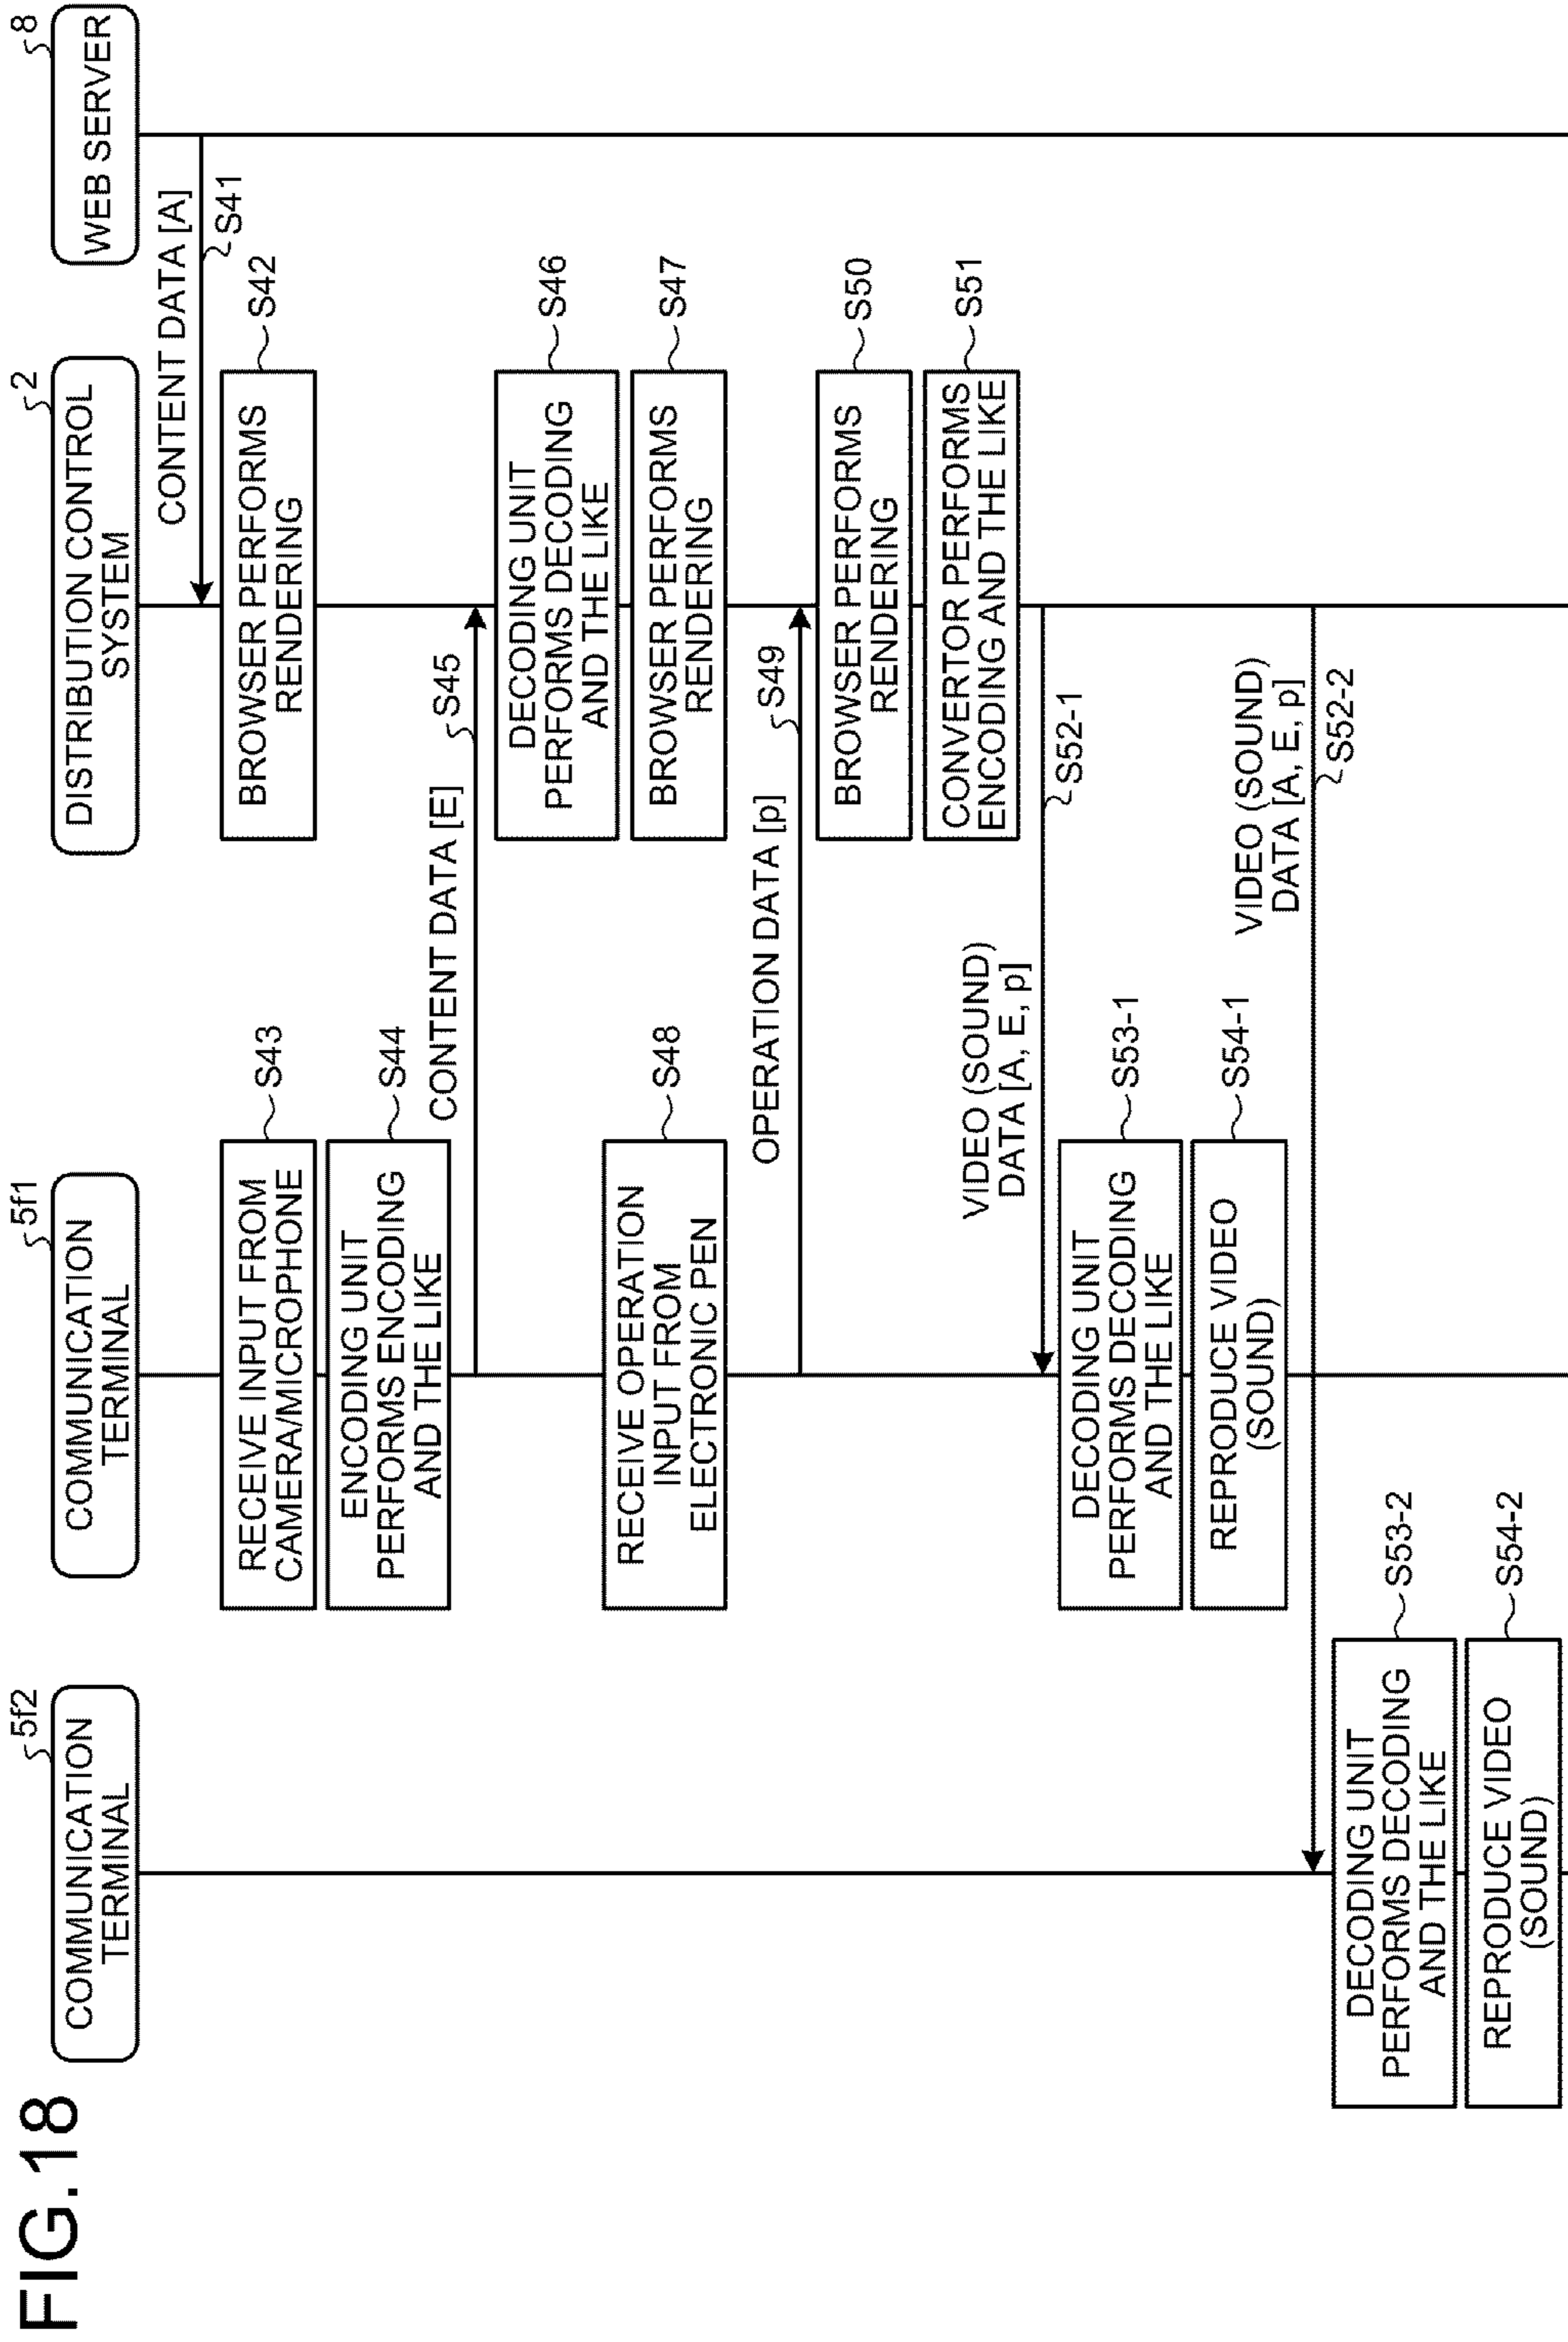 FIG.18
5f2
COMMUNICATION
TERMINAL
5f1
COMMUNICATION
TERMINAL
2
DISTRIBUTION CONTROL
SYSTEM
8
WEB SERVER
CONTENT DATA [A]
S41
BROWSER PERFORMS
RENDERING
S42
RECEIVE INPUT FROM
CAMERA/MICROPHONE
S43
ENCODING UNIT
PERFORMS ENCODING
AND THE LIKE
S44
CONTENT DATA [E]
S45
DECODING UNIT
PERFORMS DECODING
AND THE LIKE
S46
BROWSER PERFORMS
RENDERING
S47
RECEIVE OPERATION
INPUT FROM
ELECTRONIC PEN
S48
OPERATION DATA [p]
S49
BROWSER PERFORMS
RENDERING
S50
CONVERTOR PERFORMS
ENCODING AND THE LIKE
S51
VIDEO (SOUND)
DATA [A, E, p]
S52-1
DECODING UNIT
PERFORMS DECODING
AND THE LIKE
S53-1
REPRODUCE VIDEO
(SOUND)
S54-1
VIDEO (SOUND)
DATA [A, E, p]
S52-2
DECODING UNIT
PERFORMS DECODING
AND THE LIKE
S53-2
REPRODUCE VIDEO
(SOUND)
S54-2